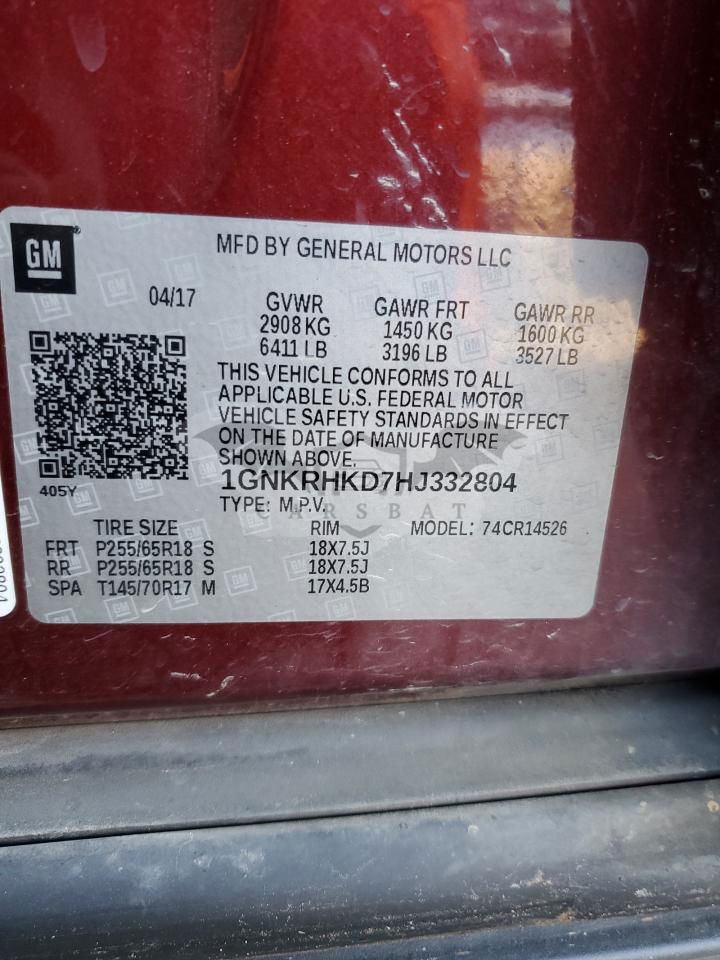 GM
MFD BY GENERAL MOTORS LLC
04/17
GVWR GAWR FRT GAWR RR
2908 KG 1450 KG 1600 KG
6411 LB 3196 LB 3527 LB
THIS VEHICLE CONFORMS TO ALL
APPLICABLE U.S. FEDERAL MOTOR
VEHICLE SAFETY STANDARDS IN EFFECT
ON THE DATE OF MANUFACTURE
SHOWN ABOVE.
405Y
1GNKRHKD7HJ332804
TYPE: M.P.V.
CARSBAT
TIRE SIZE RIM MODEL: 74CR14526
FRT P255/65R18 S 18X7.5J
RR P255/65R18 S 18X7.5J
SPA T145/70R17 M 17X4.5B